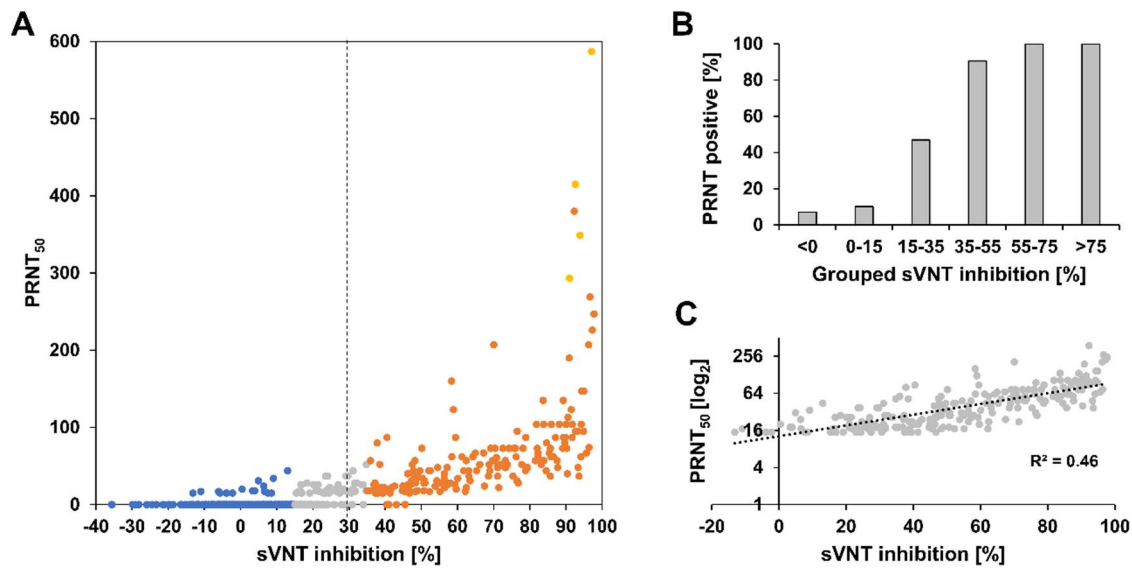 A
600
500
400
300
200
100
0
PRNT50
-40 -30 -20 -10 0 10 20 30 40 50 60 70 80 90 100
sVNT inhibition [%]
B
100
80
60
40
20
0
PRNT positive [%]
<0 0-15 15-35 35-55 55-75 >75
Grouped sVNT inhibition [%]
C
256
64
16
4
1
PRNT50 [log2]
R² = 0.46
-20 0 20 40 60 80 100
sVNT inhibition [%]